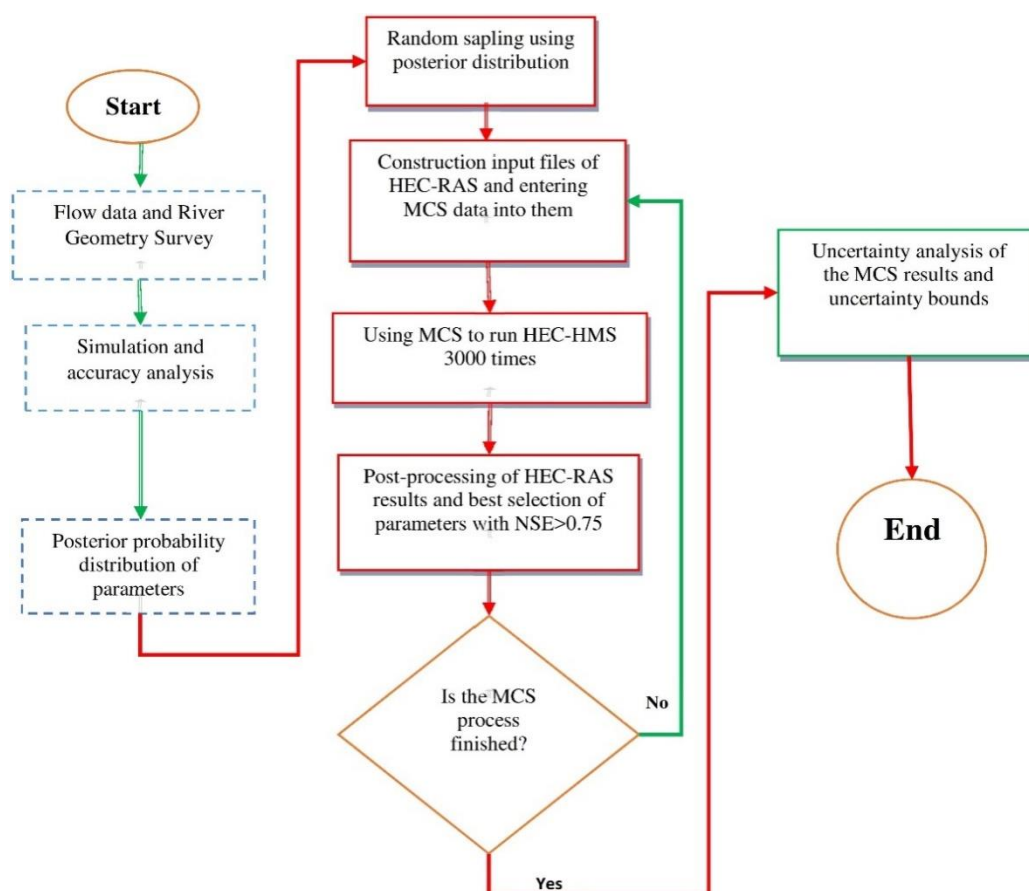 Start
Flow data and River
Geometry Survey
Simulation and
accuracy analysis
Posterior probability
distribution of
parameters
Random sapling using
posterior distribution
Construction input files of
HEC-RAS and entering
MCS data into them
Using MCS to run HEC-HMS
3000 times
Post-processing of HEC-RAS
results and best selection of
parameters with NSE>0.75
Is the MCS
process
finished?
No
Yes
Uncertainty analysis of
the MCS results and
uncertainty bounds
End